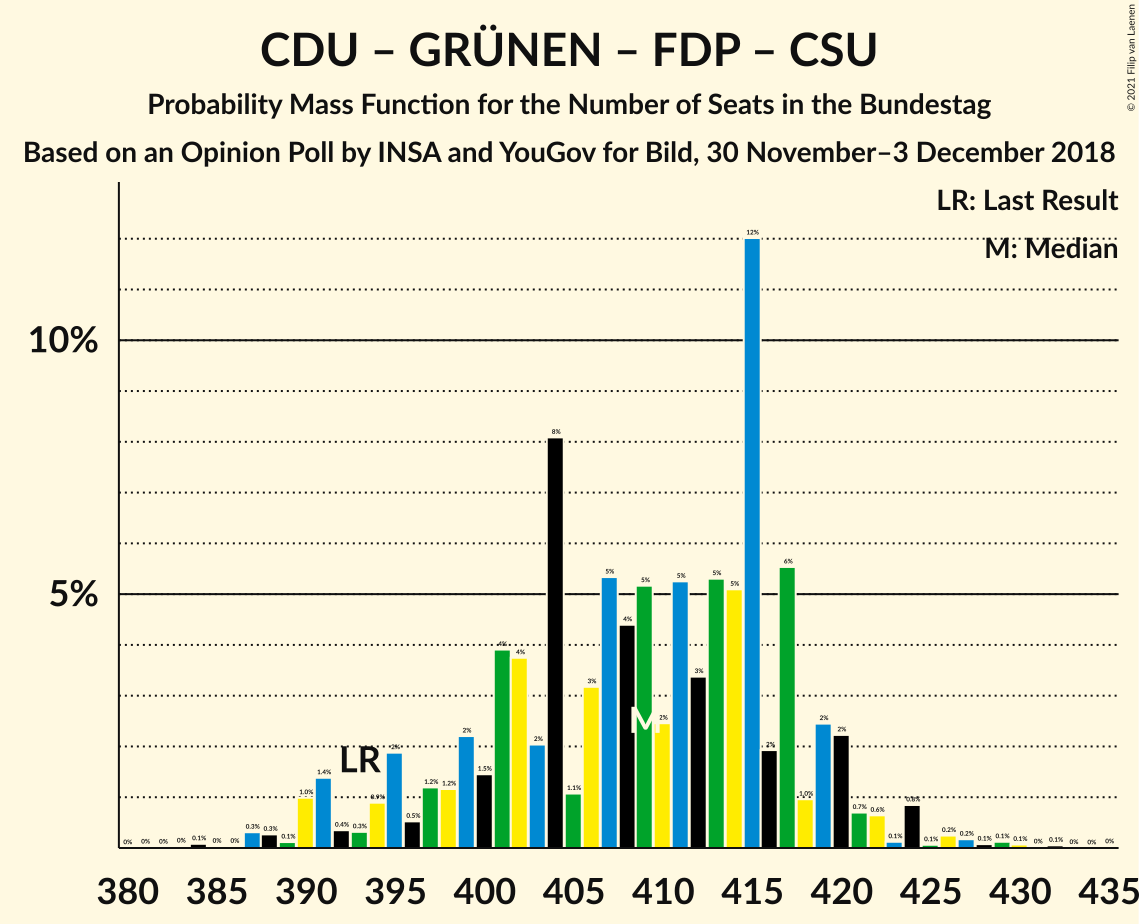 CDU – GRÜNEN – FDP – CSU
Probability Mass Function for the Number of Seats in the Bundestag
Based on an Opinion Poll by INSA and YouGov for Bild, 30 November–3 December 2018
© 2021 Filip van Laenen
LR: Last Result
M: Median
10%
5%
LR
M
0% 0% 0% 0% 0.1% 0% 0% 0.3% 0.3% 0.1% 1.0% 1.4% 0.4% 0.3% 0.9% 2% 0.5% 1.2% 1.2% 2% 1.5% 4% 4% 2% 8% 1.1% 3% 5% 4% 5% 2% 5% 3% 5% 5% 12% 2% 6% 1.0% 2% 2% 0.7% 0.6% 0.1% 0.8% 0.1% 0.2% 0.2% 0.1% 0.1% 0.1% 0% 0.1% 0% 0% 0%
380 385 390 395 400 405 410 415 420 425 430 435